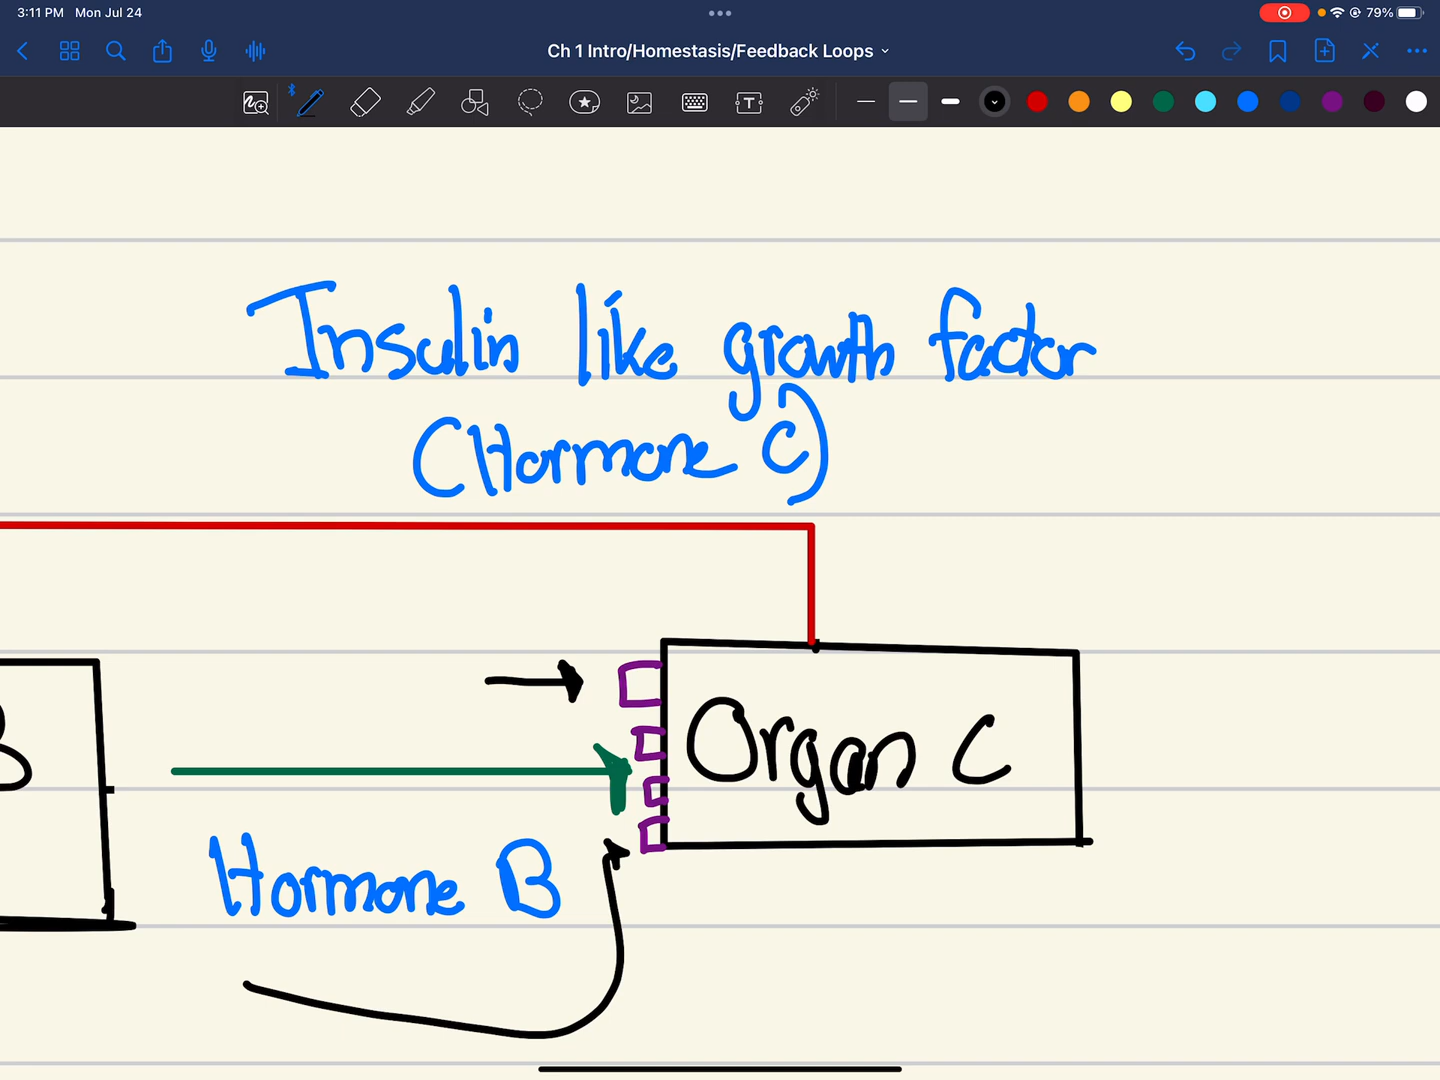 3:11 PM Mon Jul 24
79%
Ch 1 Intro/Homestasis/Feedback Loops
Insulin like growth factor
(Hormone C)
B
Organ C
Hormone B